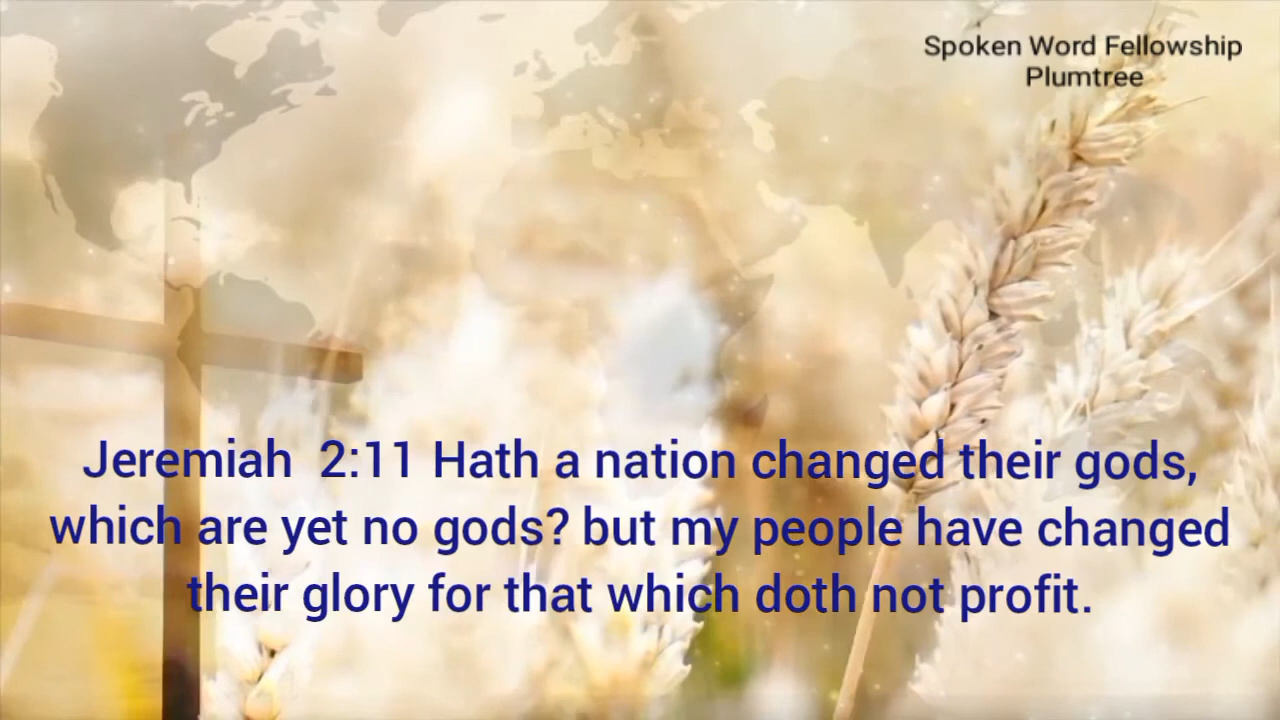 Spoken Word Fellowship
Plumtree
Jeremiah  2:11 Hath a nation changed their gods,
which are yet no gods? but my people have changed
their glory for that which doth not profit.